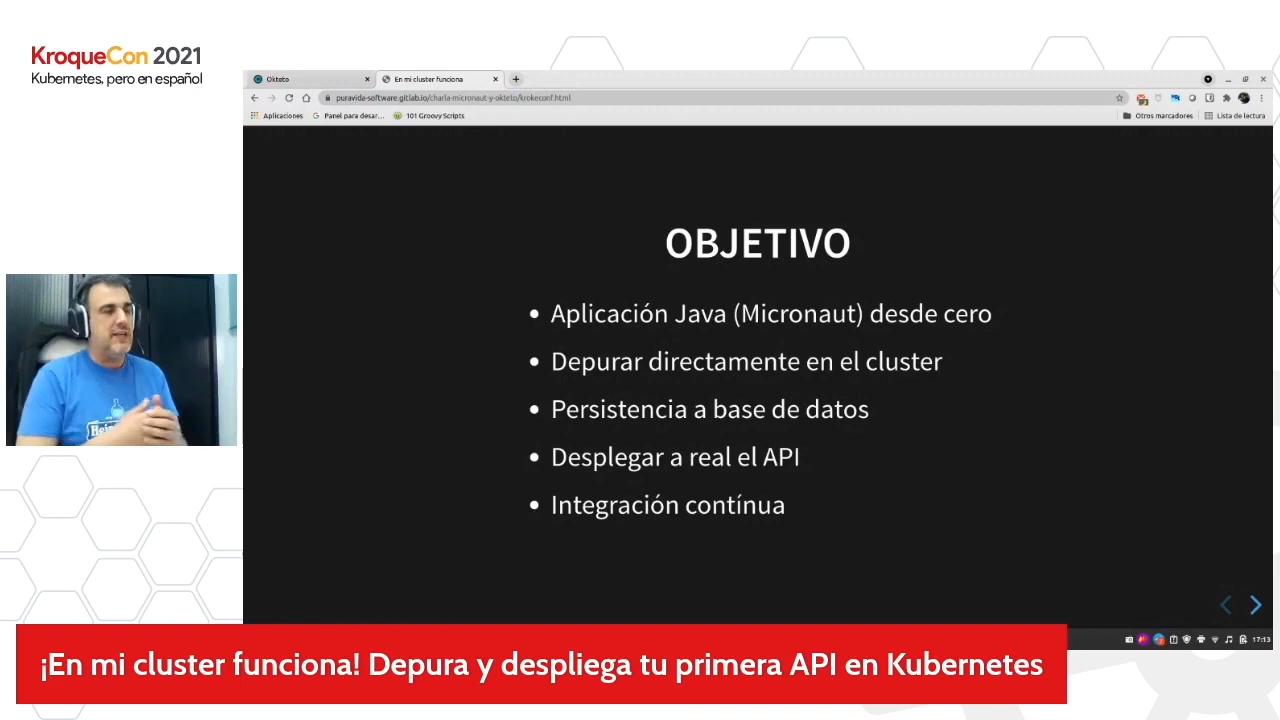 KroqueCon 2021
Kubernetes, pero en español
Okteto
En mi cluster funciona
puravida-software.gitlab.io/charla-micronaut-y-okteto/krokeconf.html
Aplicaciones
Panel para desar...
101 Groovy Scripts
Otros marcadores
Lista de lectura
OBJETIVO
Aplicación Java (Micronaut) desde cero
Depurar directamente en el cluster
Persistencia a base de datos
Desplegar a real el API
Integración contínua
17:13
¡En mi cluster funciona! Depura y despliega tu primera API en Kubernetes